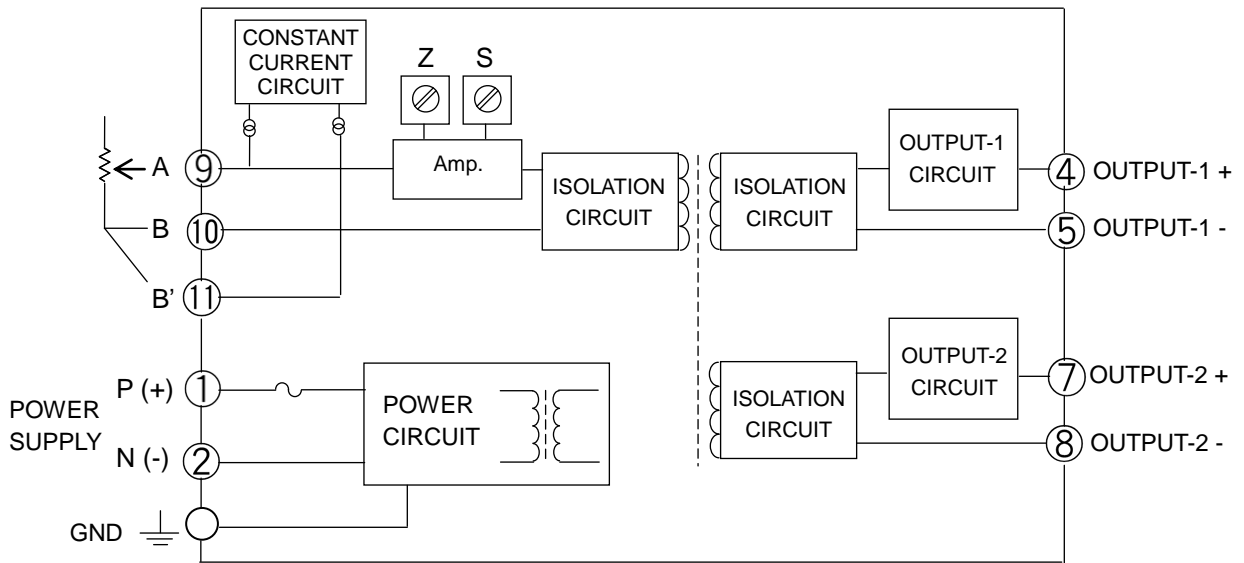 CONSTANT
CURRENT
CIRCUIT
Z
S
Amp.
A
9
B
10
B’
11
ISOLATION
CIRCUIT
ISOLATION
CIRCUIT
OUTPUT-1
CIRCUIT
4
OUTPUT-1 +
5
OUTPUT-1 -
POWER
SUPPLY
P (+)
1
N (-)
2
GND
POWER
CIRCUIT
ISOLATION
CIRCUIT
OUTPUT-2
CIRCUIT
7
OUTPUT-2 +
8
OUTPUT-2 -